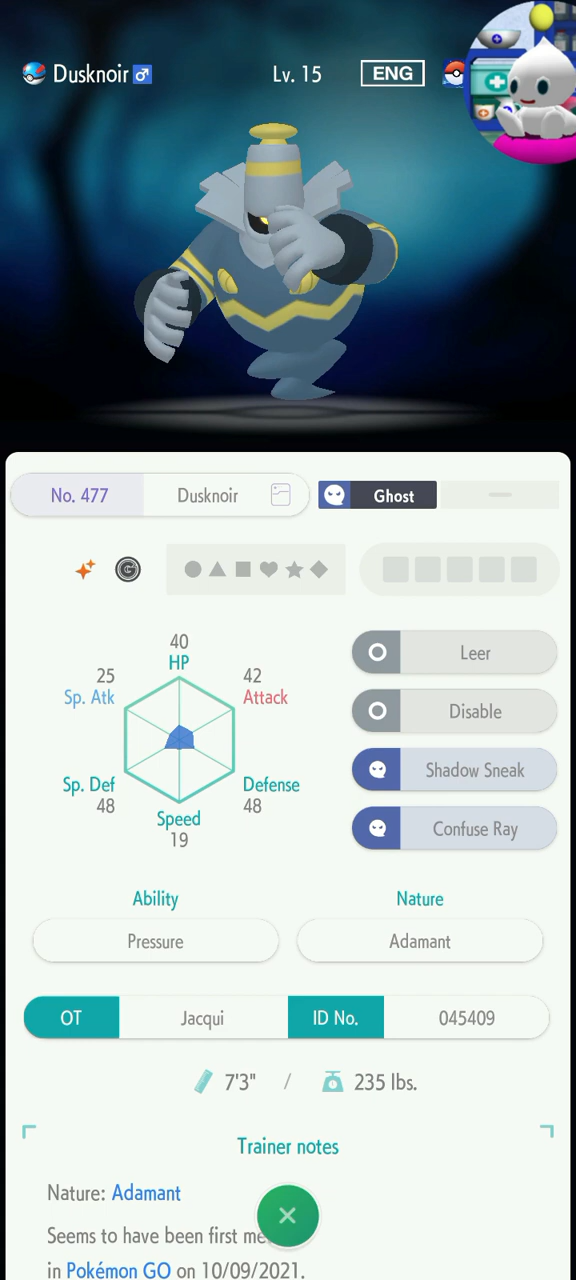 Dusknoir ♂ Lv. 15 ENG
No. 477 Dusknoir Ghost
40
HP
25
Sp. Atk
42
Attack
Sp. Def
48
Defense
48
Speed
19
Leer
Disable
Shadow Sneak
Confuse Ray
Ability
Pressure
Nature
Adamant
OT Jacqui ID No. 045409
7'3" / 235 lbs.
Trainer notes
Nature: Adamant
Seems to have been first
in Pokémon GO on 10/09/2021.